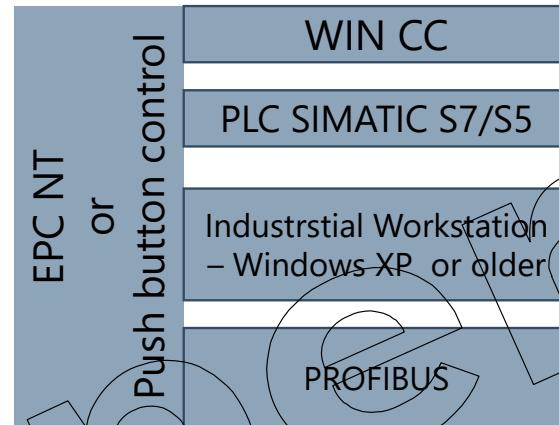 EPC NT
or
Push button control
WIN CC
PLC SIMATIC S7/S5
Industrstial Workstation
– Windows XP or older
PROFIBUS